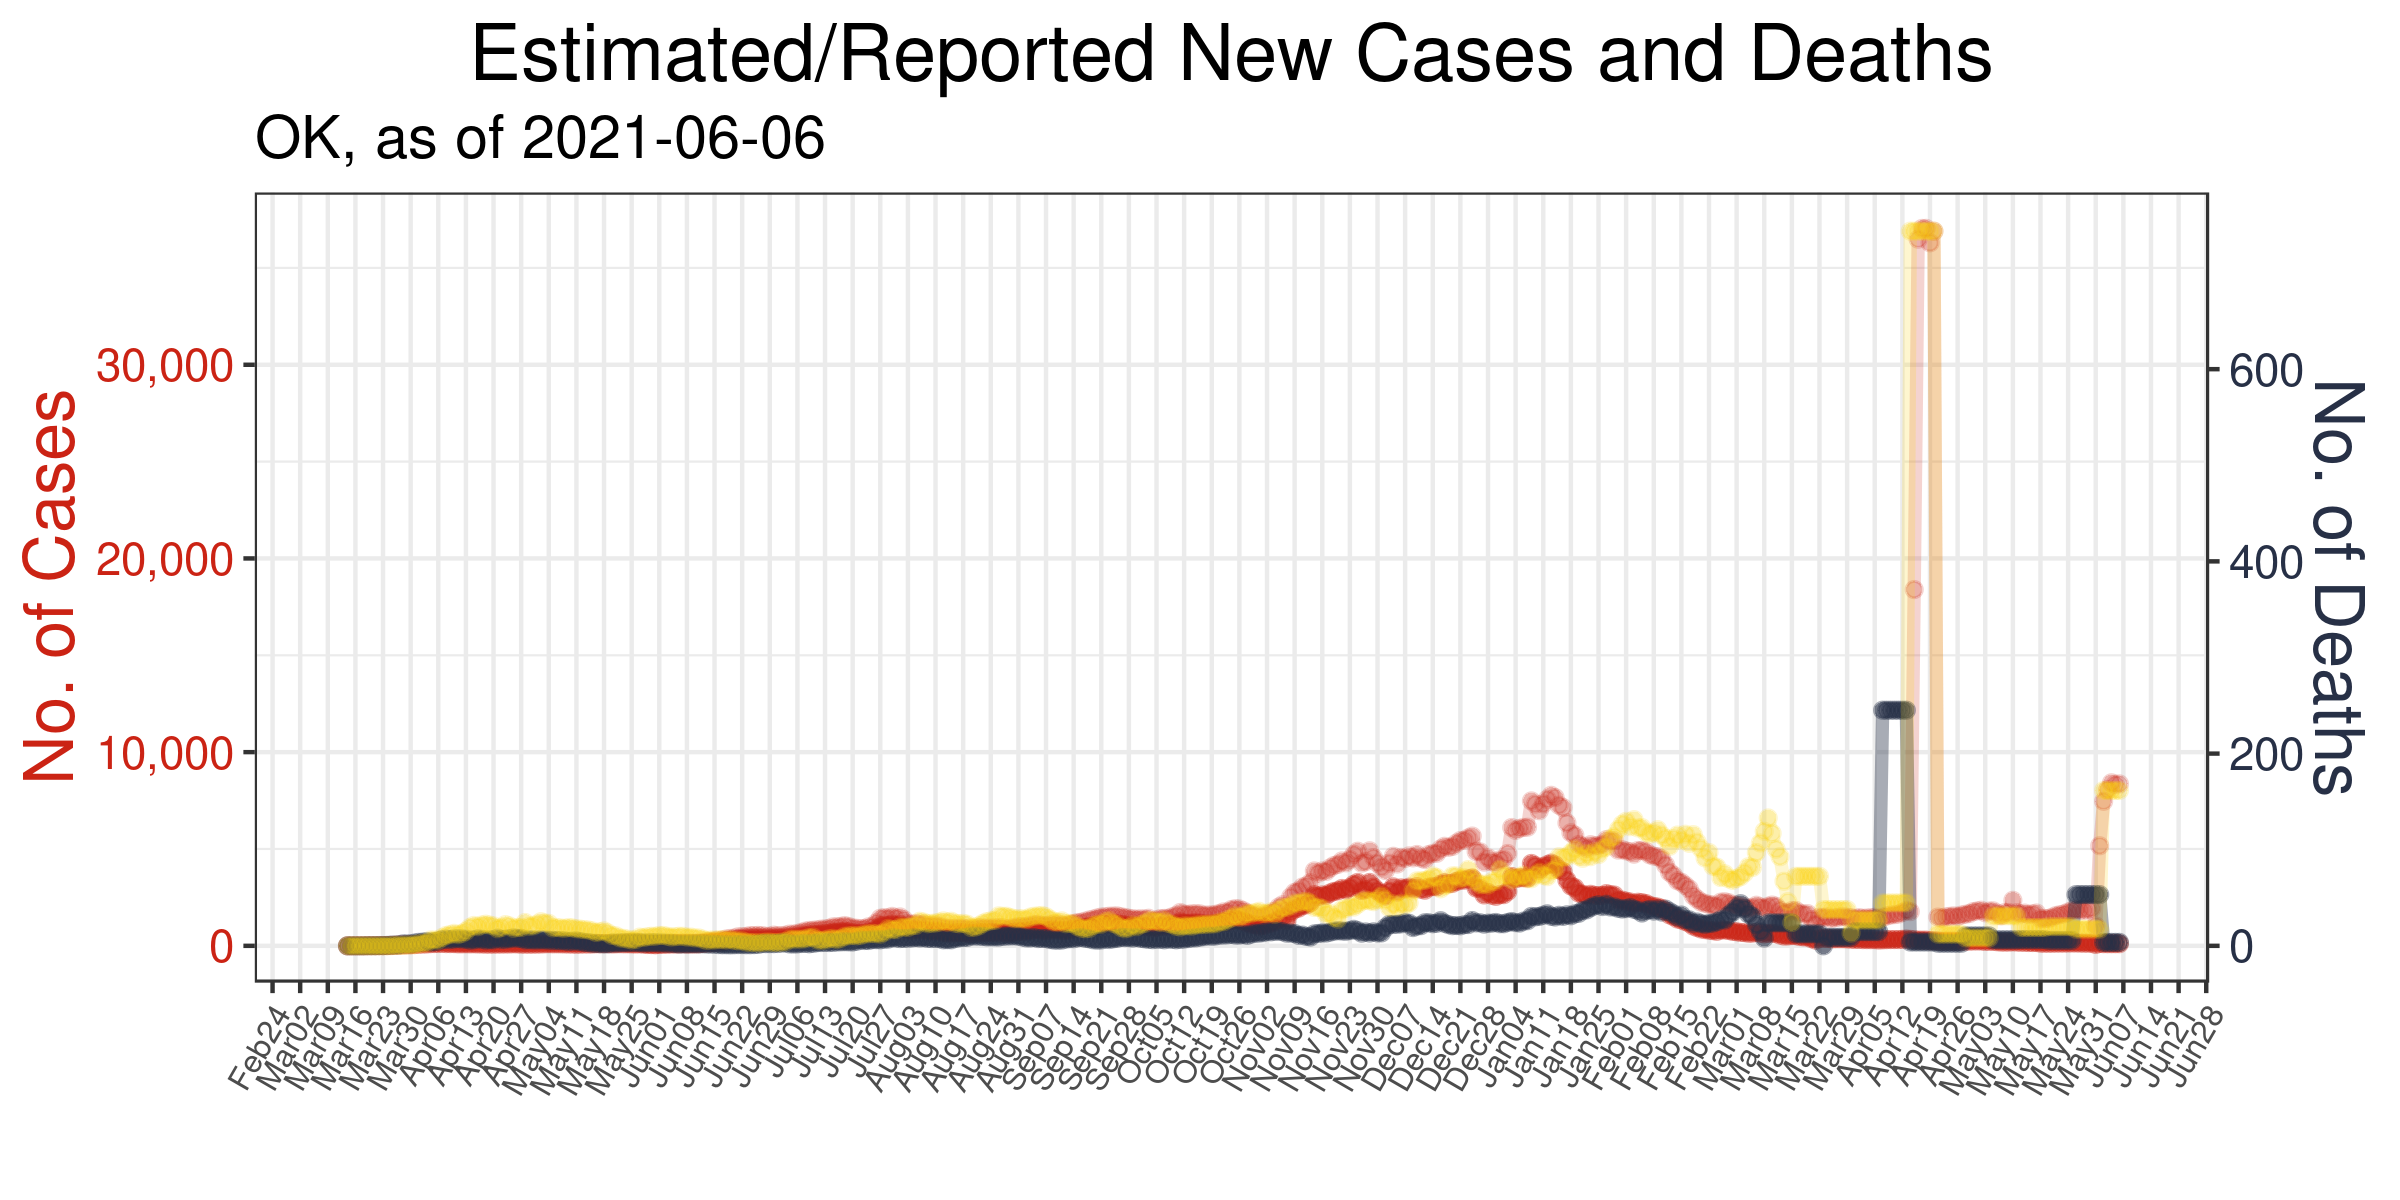 Estimated/Reported New Cases and Deaths
OK, as of 2021-06-06
No. of Cases
30,000
20,000
10,000
0
600
400
200
0
No. of Deaths
Feb24
Mar02
Mar09
Mar16
Mar23
Mar30
Apr06
Apr13
Apr20
Apr27
May04
May11
May18
May25
Jun01
Jun08
Jun15
Jun22
Jun29
Jul06
Jul13
Jul20
Jul27
Aug03
Aug10
Aug17
Aug24
Aug31
Sep07
Sep14
Sep21
Sep28
Oct05
Oct12
Oct19
Oct26
Nov02
Nov09
Nov16
Nov23
Nov30
Dec07
Dec14
Dec21
Dec28
Jan04
Jan11
Jan18
Jan25
Feb01
Feb08
Feb15
Feb22
Mar01
Mar08
Mar15
Mar22
Mar29
Apr05
Apr12
Apr19
Apr26
May03
May10
May17
May24
May31
Jun07
Jun14
Jun21
Jun28